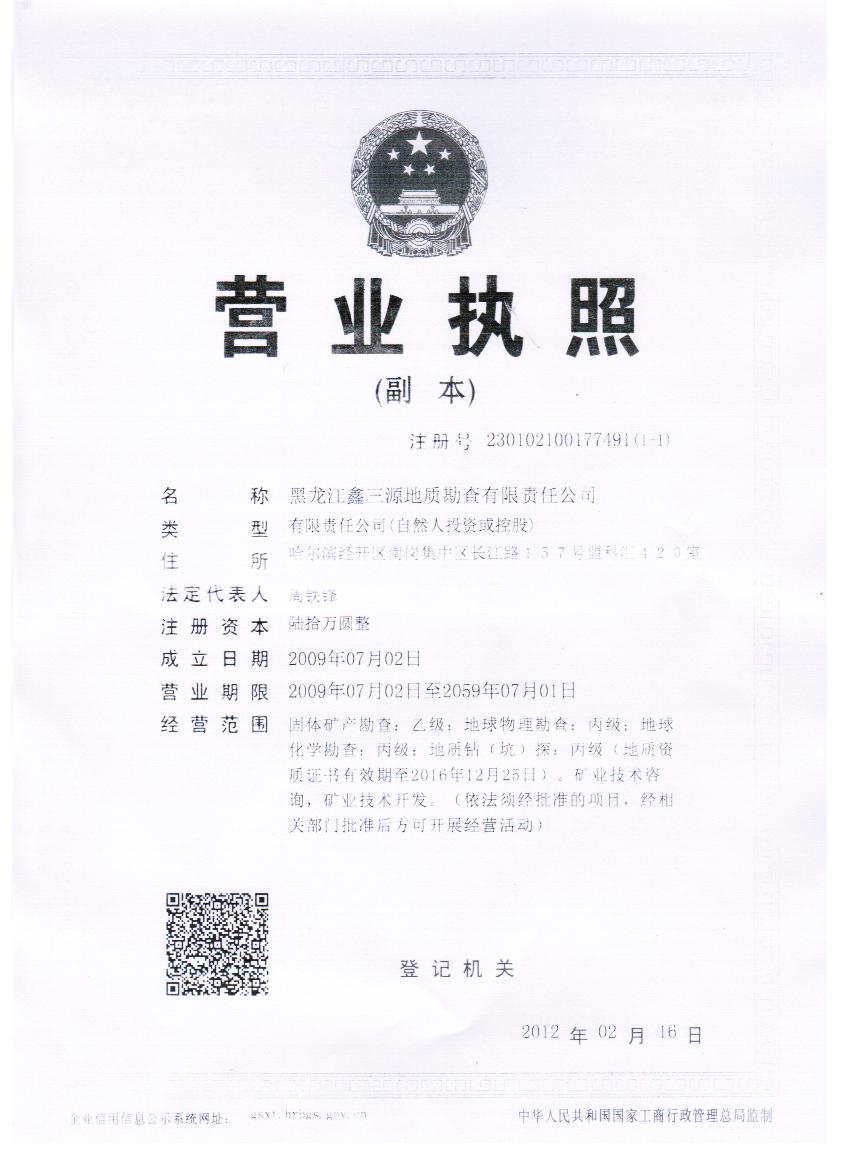 营业执照
(副 本)
注册号 230102100177491(1-1)
名 称 黑龙江鑫三源地质勘查有限责任公司
类 型 有限责任公司(自然人投资或控股)
住 所 哈尔滨经开区南岗集中区长江路157号盟科汇420室
法定代表人 周铁锋
注册资本 陆拾万圆整
成立日期 2009年07月02日
营业期限 2009年07月02日至2059年07月01日
经营范围 固体矿产勘查：乙级；地球物理勘查：丙级；地球
化学勘查：丙级；地质钻（坑）探：丙级（地质资
质证书有效期至2016年12月25日）。矿业技术咨
询，矿业技术开发。（依法须经批准的项目，经相
关部门批准后方可开展经营活动）
登记机关
2012 年 02 月 16 日
企业信用信息公示系统网址： gsxt.hrbgs.gov.cn 中华人民共和国国家工商行政管理总局监制